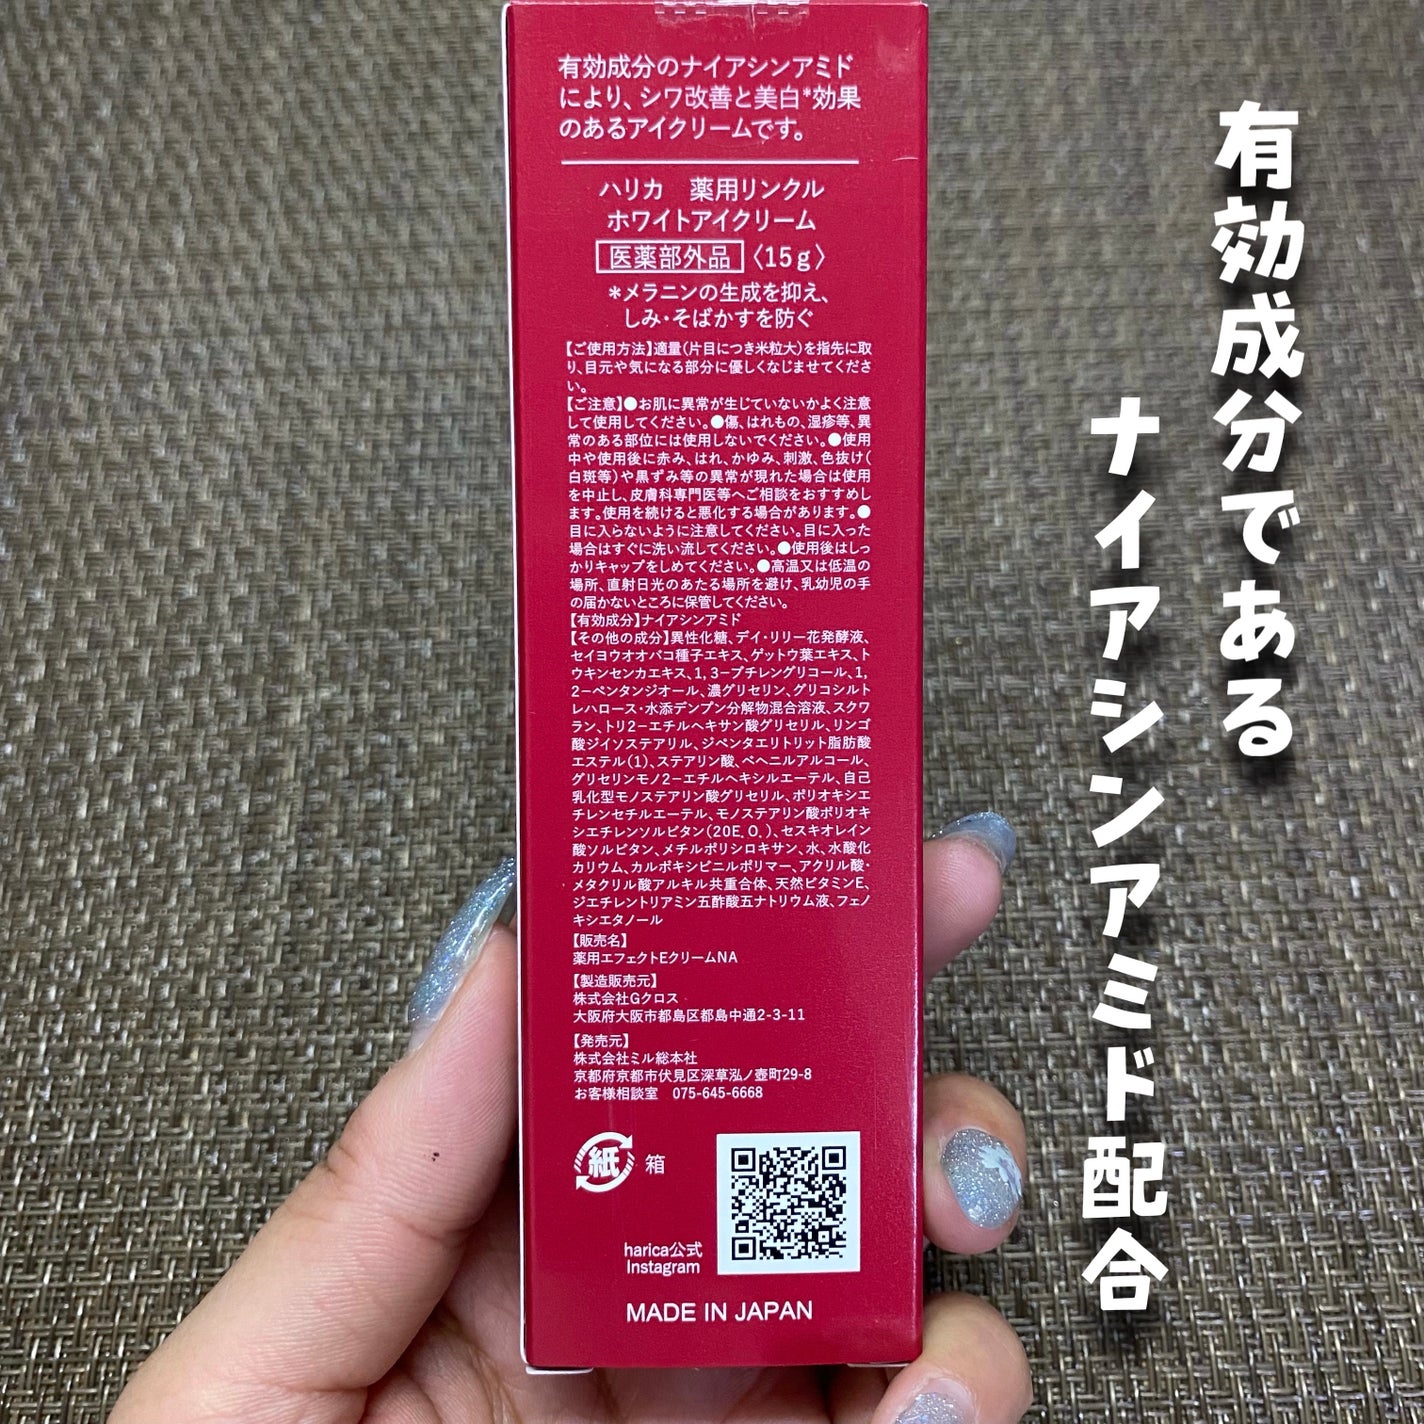 有効成分のナイアシンアミド
により、シワ改善と美白*効果
のあるアイクリームです。
ハリカ　薬用リンクル
ホワイトアイクリーム
医薬部外品〈15g〉
*メラニンの生成を抑え、
しみ・そばかすを防ぐ
【ご使用方法】適量(片目につき米粒大)を指先に取
り、目元や気になる部分に優しくなじませてくださ
い。
【ご注意】●お肌に異常が生じていないかよく注意
して使用してください。●傷、はれもの、湿疹等、異
常のある部位には使用しないでください。●使用
中や使用後に赤み、はれ、かゆみ、刺激、色抜け(
白斑等)や黒ずみ等の異常が現れた場合は使用
を中止し、皮膚科専門医等へご相談をおすすめし
ます。使用を続けると悪化する場合があります。●
目に入らないように注意してください。目に入った
場合はすぐに洗い流してください。●使用後はしっ
かりキャップをしめてください。●高温又は低温の
場所、直射日光のあたる場所を避け、乳幼児の手
の届かないところに保管してください。
【有効成分】ナイアシンアミド
【その他の成分】異性化糖、デイ・リリー花発酵液、
セイヨウオオバコ種子エキス、ゲットウ葉エキス、ト
ウキンセンカエキス、1,3−ブチレングリコール、1,
2−ペンタンジオール、濃グリセリン、グリコシルト
レハロース・水添デンプン分解物混合溶液、スクワ
ラン、トリ2−エチルヘキサン酸グリセリル、リンゴ
酸ジイソステアリル、ジペンタエリトリット脂肪酸
エステル(1)、ステアリン酸、ベヘニルアルコール、
グリセリンモノ2−エチルヘキシルエーテル、自己
乳化型モノステアリン酸グリセリル、ポリオキシエ
チレンセチルエーテル、モノステアリン酸ポリオキ
シエチレンソルビタン(20E.O.)、セスキオレイン
酸ソルビタン、メチルポリシロキサン、水、水酸化
カリウム、カルボキシビニルポリマー、アクリル酸・
メタクリル酸アルキル共重合体、天然ビタミンE、
ジエチレントリアミン五酢酸五ナトリウム液、フェノ
キシエタノール
【販売名】
薬用エフェクトEクリームNA
【製造販売元】
株式会社Gクロス
大阪府大阪市都島区都島中通2-3-11
【発売元】
株式会社ミル総本社
京都府京都市伏見区深草泓ノ壺町29-8
お客様相談室　075-645-6668
紙 箱
harica公式
Instagram
MADE IN JAPAN
有効成分である
ナイアシンアミド配合